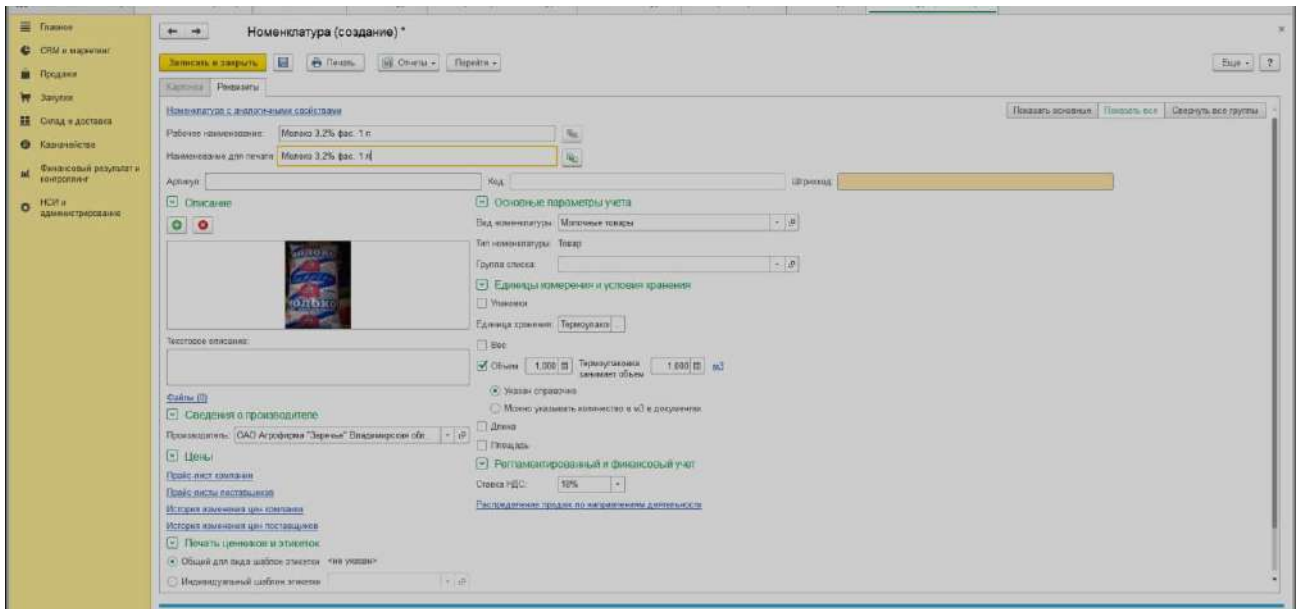 Главное
CRM и маркетинг
Продажи
Закупки
Склад и доставка
Казначейство
Финансовый результат и
контроллинг
НСИ и
администрирование
Номенклатура (создание) *
Записать и закрыть Печать Отчеты Перейти Еще ?
Карточка Реквизиты
Номенклатура с аналогичными свойствами Показать основные Показать все Свернуть все группы
Рабочее наименование: Молоко 3,2% фас. 1 л
Наименование для печати: Молоко 3,2% фас. 1 л
Артикул: Код: Штрихкод:
Описание
Текстовое описание:
Файлы (0)
Сведения о производителе
Производитель: ОАО Агрофирма "Заречье" Владимирская обл...
Цены
Прайс-лист компании
Прайс-листы поставщиков
История изменения цен компании
История изменения цен поставщиков
Печать ценников и этикеток
Общий для вида шаблон этикетки <не указан>
Индивидуальный шаблон этикетки
Основные параметры учета
Вид номенклатуры: Молочные товары
Тип номенклатуры: Товар
Группа списка:
Единицы измерения и условия хранения
Упаковки
Единица хранения: Термоупаков ...
Вес
Объем 1,000 Термоупаковка
занимает объем 1,000 м3
Указан справочно
Можно указывать количество в м3 в документах
Длина
Площадь
Регламентированный и финансовый учет
Ставка НДС: 18%
Распределение продаж по направлениям деятельности